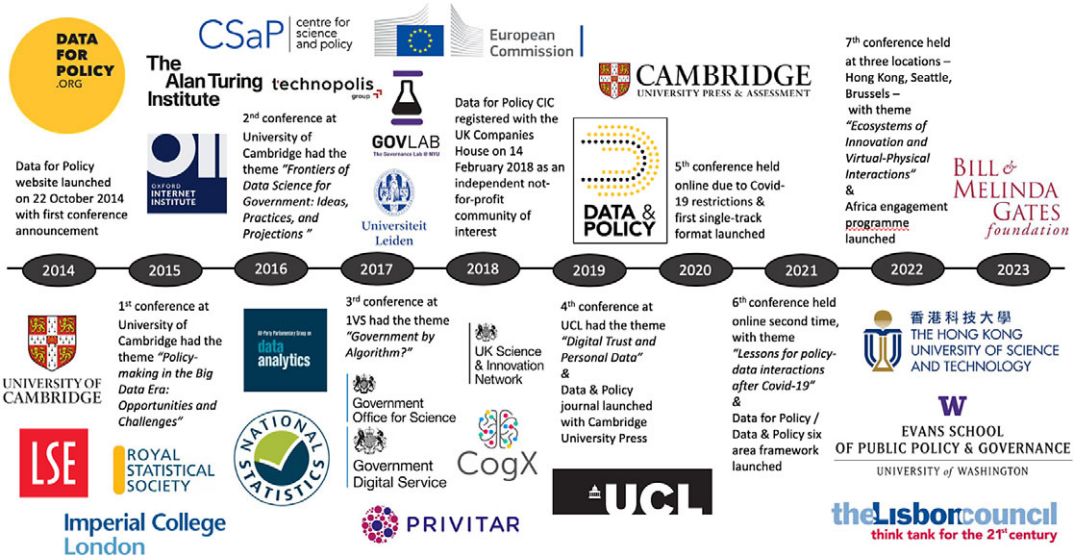 DATA
FOR
POLICY
.ORG
CSaP
centre for
science
and policy
European
Commission
The
Alan Turing
Institute
technopolis
group
OXFORD
INTERNET
INSTITUTE
GOVLAB
The Governance Lab @ NYU
Universiteit
Leiden
CAMBRIDGE
UNIVERSITY PRESS & ASSESSMENT
DATA &
POLICY
BILL &
MELINDA
GATES
foundation
Data for Policy
website launched
on 22 October 2014
with first conference
announcement
2nd conference at
University of
Cambridge had the
theme "Frontiers of
Data Science for
Government: Ideas,
Practices, and
Projections "
Data for Policy CIC
registered with the
UK Companies
House on 14
February 2018 as an
independent not-
for-profit
community of
interest
5th conference held
online due to Covid-
19 restrictions &
first single-track
format launched
7th conference held
at three locations –
Hong Kong, Seattle,
Brussels –
with theme
"Ecosystems of
Innovation and
Virtual-Physical
Interactions"
&
Africa engagement
programme
launched
2014
2015
2016
2017
2018
2019
2020
2021
2022
2023
UNIVERSITY OF
CAMBRIDGE
1st conference at
University of
Cambridge had the
theme "Policy-
making in the Big
Data Era:
Opportunities and
Challenges"
LSE
ROYAL
STATISTICAL
SOCIETY
Imperial College
London
All-Party Parliamentary Group on
data
analytics
NATIONAL
STATISTICS
3rd conference at
1VS had the theme
"Government by
Algorithm?"
Government
Office for Science
Government
Digital Service
PRIVITAR
UK Science
& Innovation
Network
CogX
4th conference at
UCL had the theme
"Digital Trust and
Personal Data"
&
Data & Policy
journal launched
with Cambridge
University Press
UCL
6th conference held
online second time,
with theme
"Lessons for policy-
data interactions
after Covid-19"
&
Data for Policy /
Data & Policy six
area framework
launched
香港科技大學
THE HONG KONG
UNIVERSITY OF SCIENCE
AND TECHNOLOGY
W
EVANS SCHOOL
OF PUBLIC POLICY & GOVERNANCE
UNIVERSITY of WASHINGTON
theLisboncouncil
think tank for the 21st century